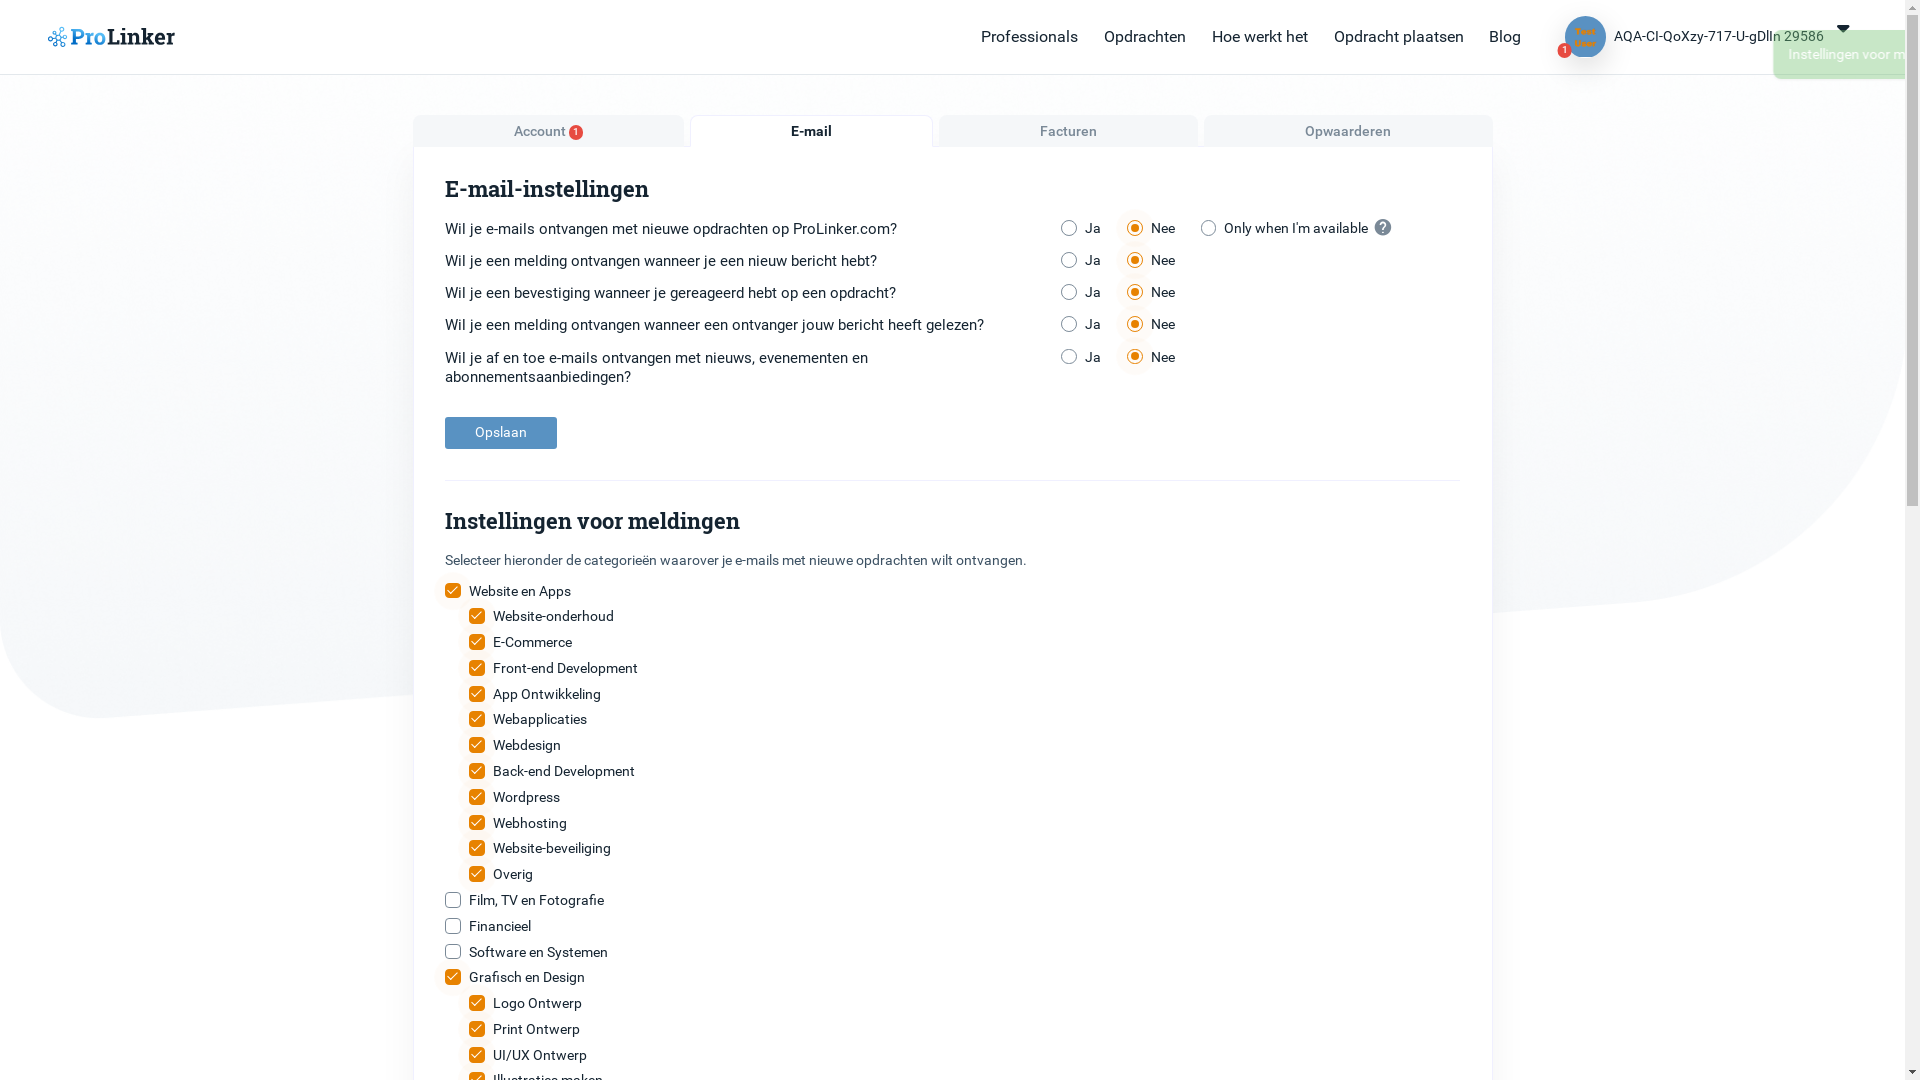 ProLinker
Professionals
Opdrachten
Hoe werkt het
Opdracht plaatsen
Blog
Test
User
1
AQA-CI-QoXzy-717-U-gDlIn 29586
Instellingen voor
Account 1
E-mail
Facturen
Opwaarderen
E-mail-instellingen
Wil je e-mails ontvangen met nieuwe opdrachten op ProLinker.com?
Ja
Nee
Only when I'm available ?
Wil je een melding ontvangen wanneer je een nieuw bericht hebt?
Ja
Nee
Wil je een bevestiging wanneer je gereageerd hebt op een opdracht?
Ja
Nee
Wil je een melding ontvangen wanneer een ontvanger jouw bericht heeft gelezen?
Ja
Nee
Wil je af en toe e-mails ontvangen met nieuws, evenementen en
abonnementsaanbiedingen?
Ja
Nee
Opslaan
Instellingen voor meldingen
Selecteer hieronder de categorieën waarover je e-mails met nieuwe opdrachten wilt ontvangen.
Website en Apps
Website-onderhoud
E-Commerce
Front-end Development
App Ontwikkeling
Webapplicaties
Webdesign
Back-end Development
Wordpress
Webhosting
Website-beveiliging
Overig
Film, TV en Fotografie
Financieel
Software en Systemen
Grafisch en Design
Logo Ontwerp
Print Ontwerp
UI/UX Ontwerp